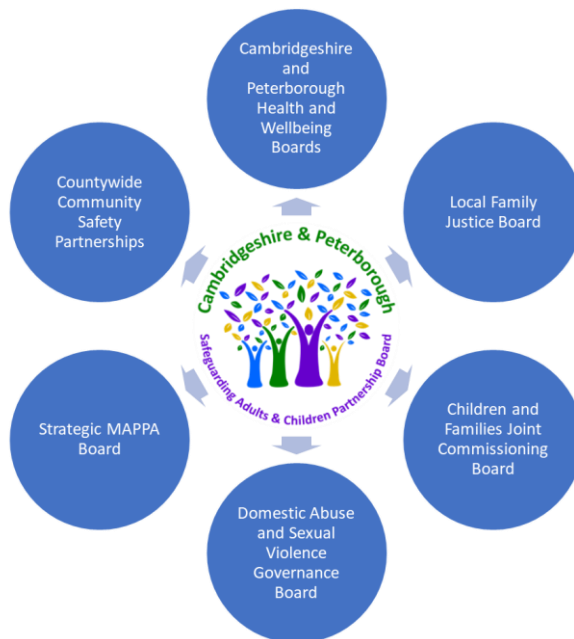 Cambridgeshire
and
Peterborough
Health and
Wellbeing
Boards
Countywide
Community
Safety
Partnerships
Local Family
Justice Board
Cambridgeshire & Peterborough
Safeguarding Adults & Children Partnership Board
Strategic MAPPA
Board
Children and
Families Joint
Commissioning
Board
Domestic Abuse
and Sexual
Violence
Governance
Board